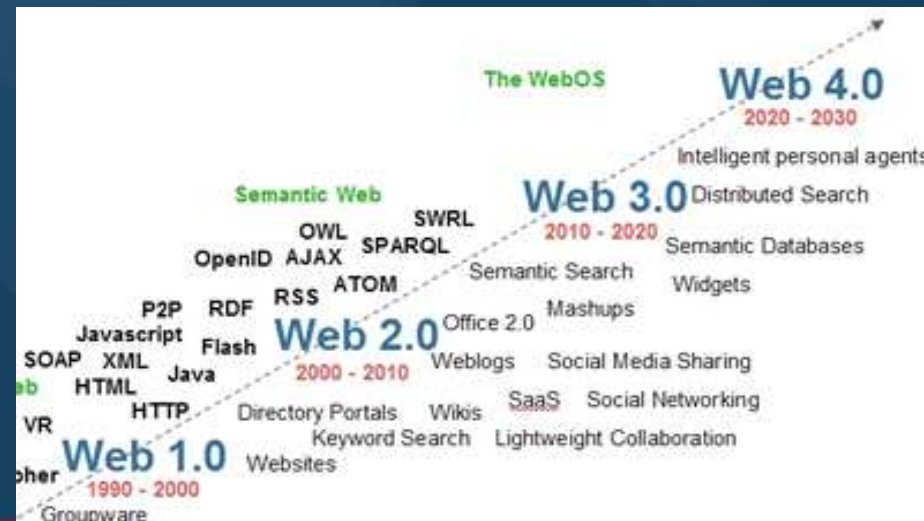 The WebOS
Web 4.0
2020 - 2030
Intelligent personal agents
Semantic Web
Web 3.0 Distributed Search
SWRL
2010 - 2020
OWL
SPARQL
Semantic Databases
OpenID AJAX
Semantic Search
Widgets
ATOM
RSS
P2P RDF
Mashups
Office 2.0
Javascript
Web 2.0
Flash
SOAP XML
Weblogs Social Media Sharing
Java
2000 - 2010
HTML
SaaS Social Networking
HTTP
Directory Portals Wikis
VR
Keyword Search Lightweight Collaboration
Web 1.0
Websites
1990 - 2000
Groupware